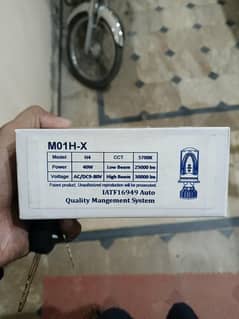 M01H-X
Model H4 CCT 5700K
Power 40W Low Beam 25000 lm
Voltage AC/DC9-80V High Beam 30000 lm
Patent product, Unauthorized reproduction will be prosecuted.
IATF16949 Auto
Quality Mangement System